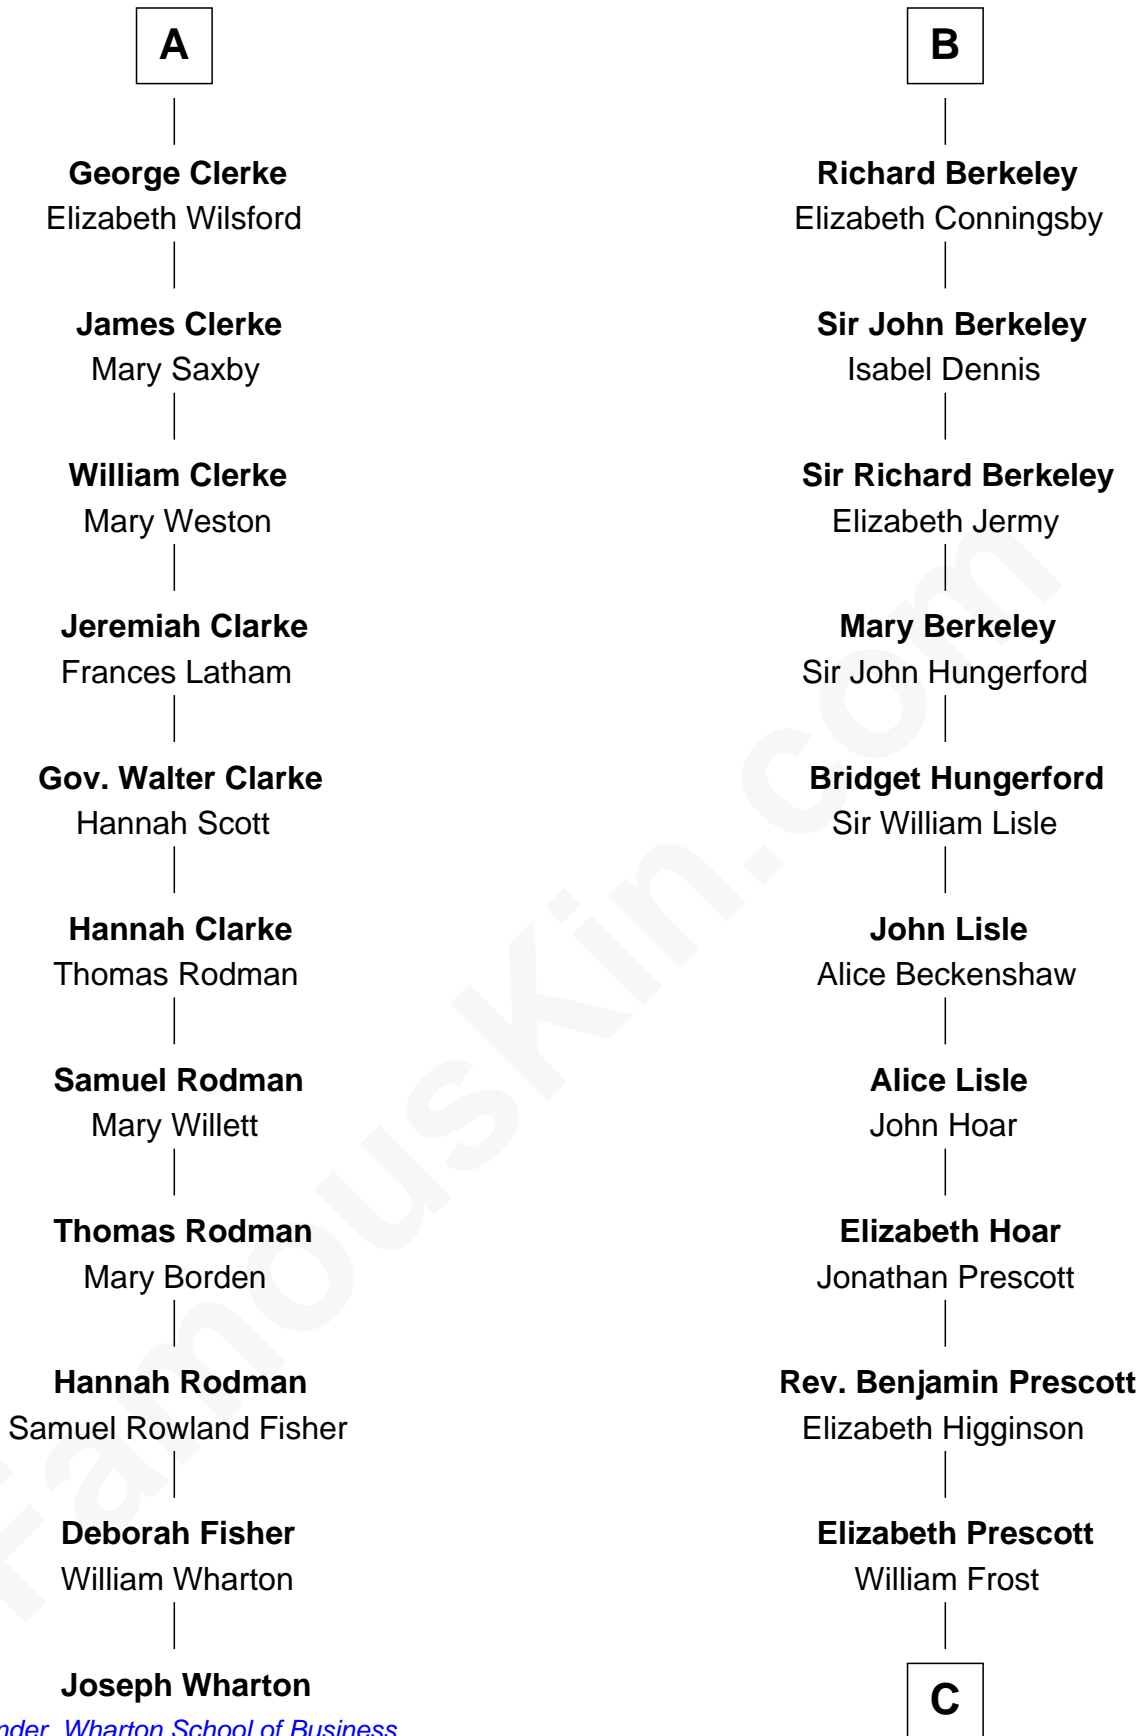 A
George Clerke
Elizabeth Wilsford
James Clerke
Mary Saxby
William Clerke
Mary Weston
Jeremiah Clarke
Frances Latham
Gov. Walter Clarke
Hannah Scott
Hannah Clarke
Thomas Rodman
Samuel Rodman
Mary Willett
Thomas Rodman
Mary Borden
Hannah Rodman
Samuel Rowland Fisher
Deborah Fisher
William Wharton
Joseph Wharton
nder, Wharton School of Business
B
Richard Berkeley
Elizabeth Conningsby
Sir John Berkeley
Isabel Dennis
Sir Richard Berkeley
Elizabeth Jermy
Mary Berkeley
Sir John Hungerford
Bridget Hungerford
Sir William Lisle
John Lisle
Alice Beckenshaw
Alice Lisle
John Hoar
Elizabeth Hoar
Jonathan Prescott
Rev. Benjamin Prescott
Elizabeth Higginson
Elizabeth Prescott
William Frost
C
FamousKin.com